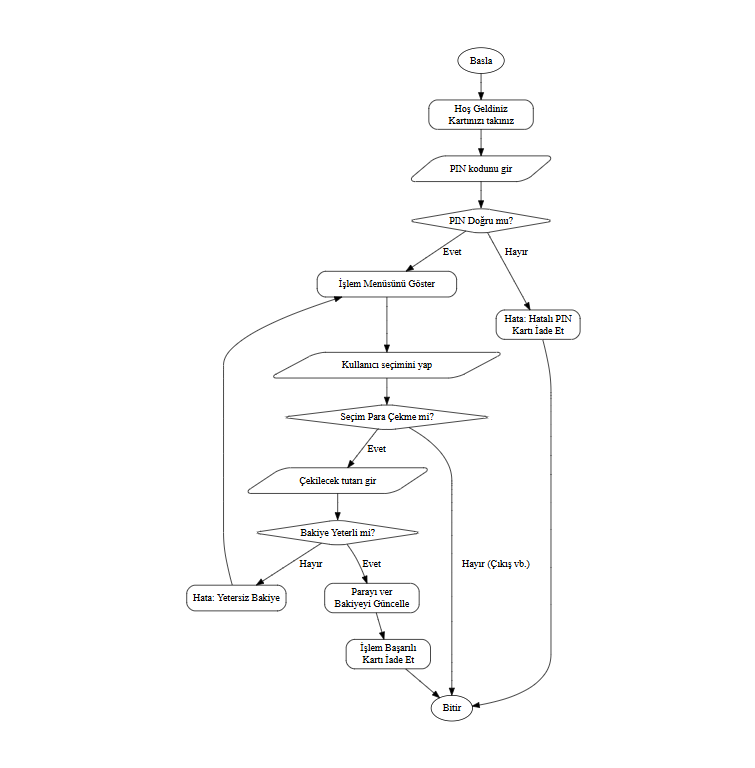 Basla
Hoş Geldiniz
Kartınızı takınız
PIN kodunu gir
PIN Doğru mu?
Evet
Hayır
İşlem Menüsünü Göster
Hata: Hatalı PIN
Kartı İade Et
Kullanıcı seçimini yap
Seçim Para Çekme mi?
Evet
Çekilecek tutarı gir
Bakiye Yeterli mi?
Hayır
Evet
Hayır (Çıkış vb.)
Hata: Yetersiz Bakiye
Parayı ver
Bakiyeyi Güncelle
İşlem Başarılı
Kartı İade Et
Bitir